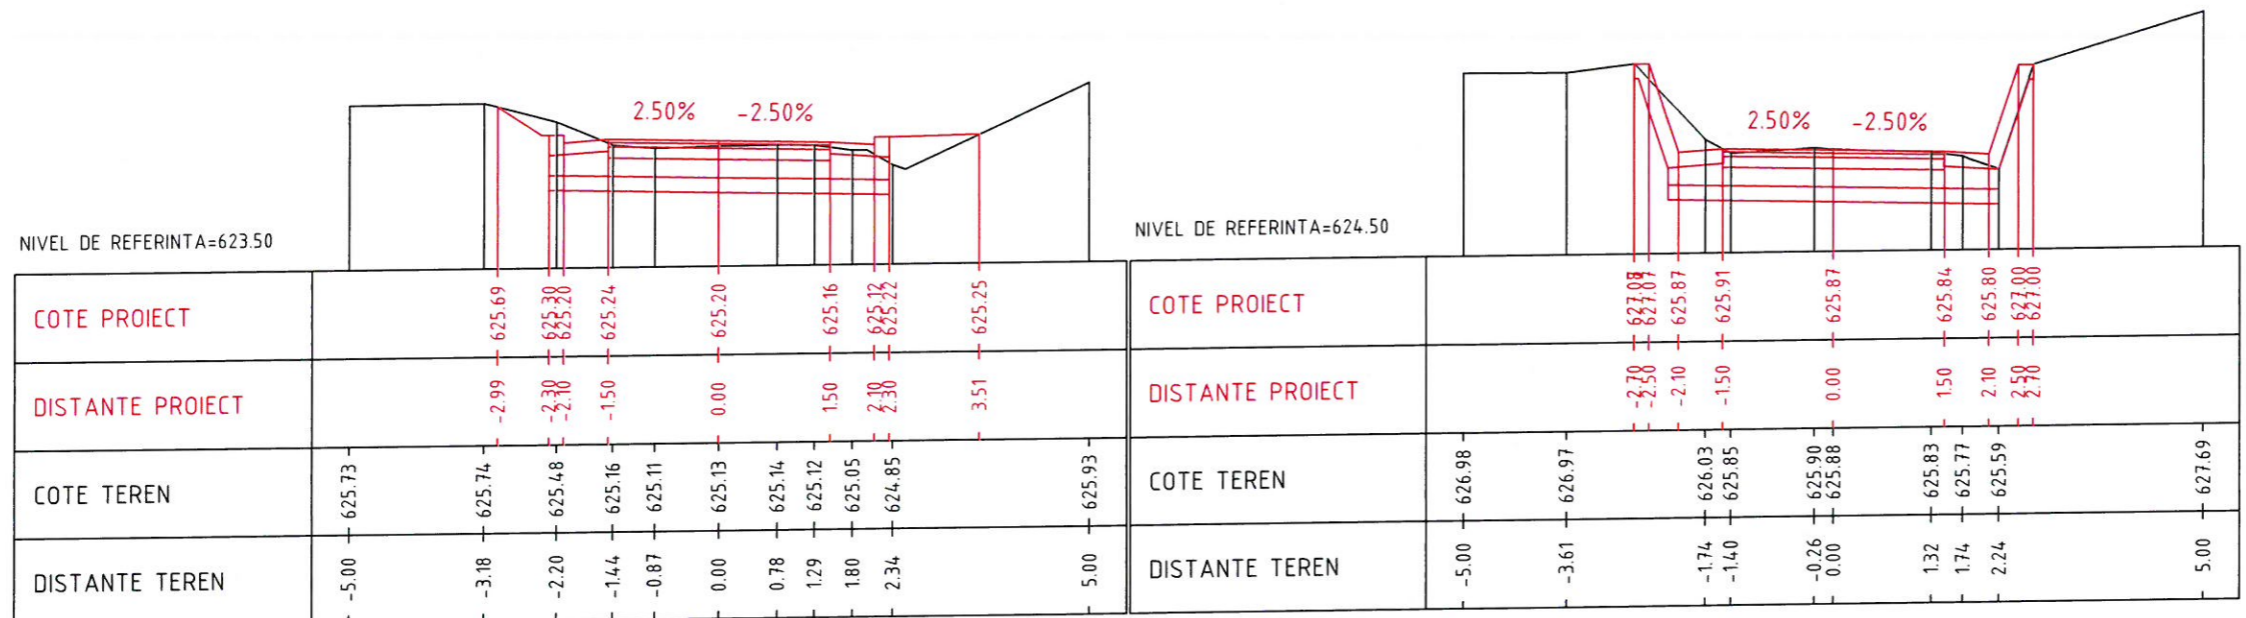 2.50% -2.50%
NIVEL DE REFERINTA=623.50
COTE PROIECT 625.69 625.30 625.20 625.24 625.20 625.16 625.12 625.22 625.25
DISTANTE PROIECT -2.99 -2.30 -2.10 -1.50 0.00 1.50 2.10 2.30 3.51
COTE TEREN 625.73 625.74 625.48 625.16 625.11 625.13 625.14 625.12 625.05 624.85 625.93
DISTANTE TEREN -5.00 -3.18 -2.20 -1.44 -0.87 0.00 0.78 1.29 1.80 2.34 5.00
2.50% -2.50%
NIVEL DE REFERINTA=624.50
COTE PROIECT 627.07 625.87 625.91 625.87 625.84 625.80 627.00 627.00
DISTANTE PROIECT -2.70 -2.50 -2.10 -1.50 0.00 1.50 2.10 2.50 2.70
COTE TEREN 626.98 626.97 626.03 625.85 625.90 625.88 625.83 625.77 625.59 627.69
DISTANTE TEREN -5.00 -3.61 -1.74 -1.40 -0.26 0.00 1.32 1.74 2.24 5.00